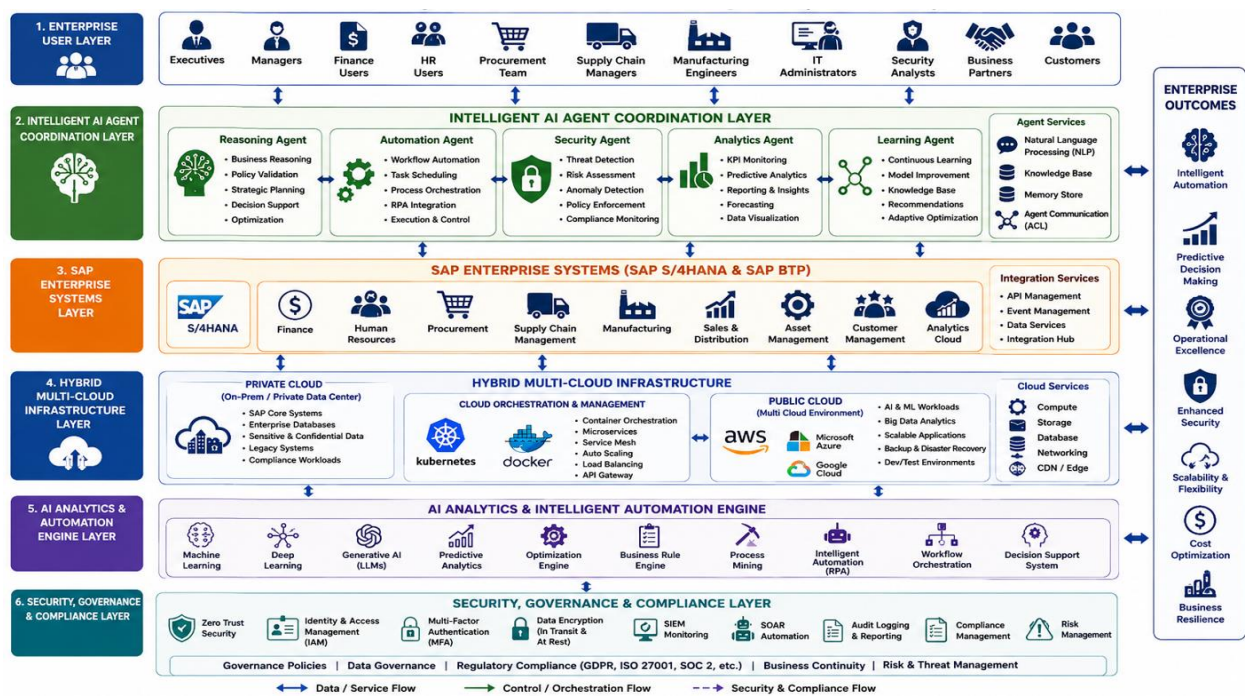 1. ENTERPRISE
USER LAYER
Executives
Managers
Finance
Users
HR
Users
Procurement
Team
Supply Chain
Managers
Manufacturing
Engineers
IT
Administrators
Security
Analysts
Business
Partners
Customers
2. INTELLIGENT AI AGENT
COORDINATION LAYER
INTELLIGENT AI AGENT COORDINATION LAYER
Reasoning Agent
• Business Reasoning
• Policy Validation
• Strategic Planning
• Decision Support
• Optimization
Automation Agent
• Workflow Automation
• Task Scheduling
• Process Orchestration
• RPA Integration
• Execution & Control
Security Agent
• Threat Detection
• Risk Assessment
• Anomaly Detection
• Policy Enforcement
• Compliance Monitoring
Analytics Agent
• KPI Monitoring
• Predictive Analytics
• Reporting & Insights
• Forecasting
• Data Visualization
Learning Agent
• Continuous Learning
• Model Improvement
• Knowledge Base
• Recommendations
• Adaptive Optimization
Agent Services
Natural Language
Processing (NLP)
Knowledge Base
Memory Store
Agent Communication
(ACL)
3. SAP
ENTERPRISE
SYSTEMS
LAYER
SAP ENTERPRISE SYSTEMS (SAP S/4HANA & SAP BTP)
SAP
S/4HANA
$
Finance
Human
Resources
Procurement
Supply Chain
Management
Manufacturing
Sales &
Distribution
Asset
Management
Customer
Management
Analytics
Cloud
Integration Services
• API Management
• Event Management
• Data Services
• Integration Hub
4. HYBRID
MULTI-CLOUD
INFRASTRUCTURE
LAYER
HYBRID MULTI-CLOUD INFRASTRUCTURE
PRIVATE CLOUD
(On-Prem / Private Data Center)
• SAP Core Systems
• Enterprise Databases
• Sensitive & Confidential Data
• Legacy Systems
• Compliance Workloads
CLOUD ORCHESTRATION & MANAGEMENT
kubernetes
docker
• Container Orchestration
• Microservices
• Service Mesh
• Auto Scaling
• Load Balancing
• API Gateway
PUBLIC CLOUD
(Multi Cloud Environment)
aws
Microsoft
Azure
Google
Cloud
• AI & ML Workloads
• Big Data Analytics
• Scalable Applications
• Backup & Disaster Recovery
• Dev/Test Environments
Cloud Services
Compute
Storage
Database
Networking
CDN / Edge
5. AI ANALYTICS &
AUTOMATION
ENGINE LAYER
AI ANALYTICS & INTELLIGENT AUTOMATION ENGINE
Machine
Learning
Deep
Learning
Generative AI
(LLMs)
Predictive
Analytics
Optimization
Engine
Business Rule
Engine
Process
Mining
Intelligent
Automation
(RPA)
Workflow
Orchestration
Decision Support
System
6. SECURITY, GOVERNANCE
& COMPLIANCE LAYER
SECURITY, GOVERNANCE & COMPLIANCE LAYER
Zero Trust
Security
Identity & Access
Management
(IAM)
Multi-Factor
Authentication
(MFA)
Data Encryption
(In Transit &
At Rest)
SIEM
Monitoring
SOAR
Automation
Audit Logging
& Reporting
Compliance
Management
Risk
Management
Governance Policies | Data Governance | Regulatory Compliance (GDPR, ISO 27001, SOC 2, etc.) | Business Continuity | Risk & Threat Management
Data / Service Flow
Control / Orchestration Flow
Security & Compliance Flow
ENTERPRISE
OUTCOMES
Intelligent
Automation
Predictive
Decision
Making
Operational
Excellence
Enhanced
Security
Scalability &
Flexibility
$
Cost
Optimization
Business
Resilience